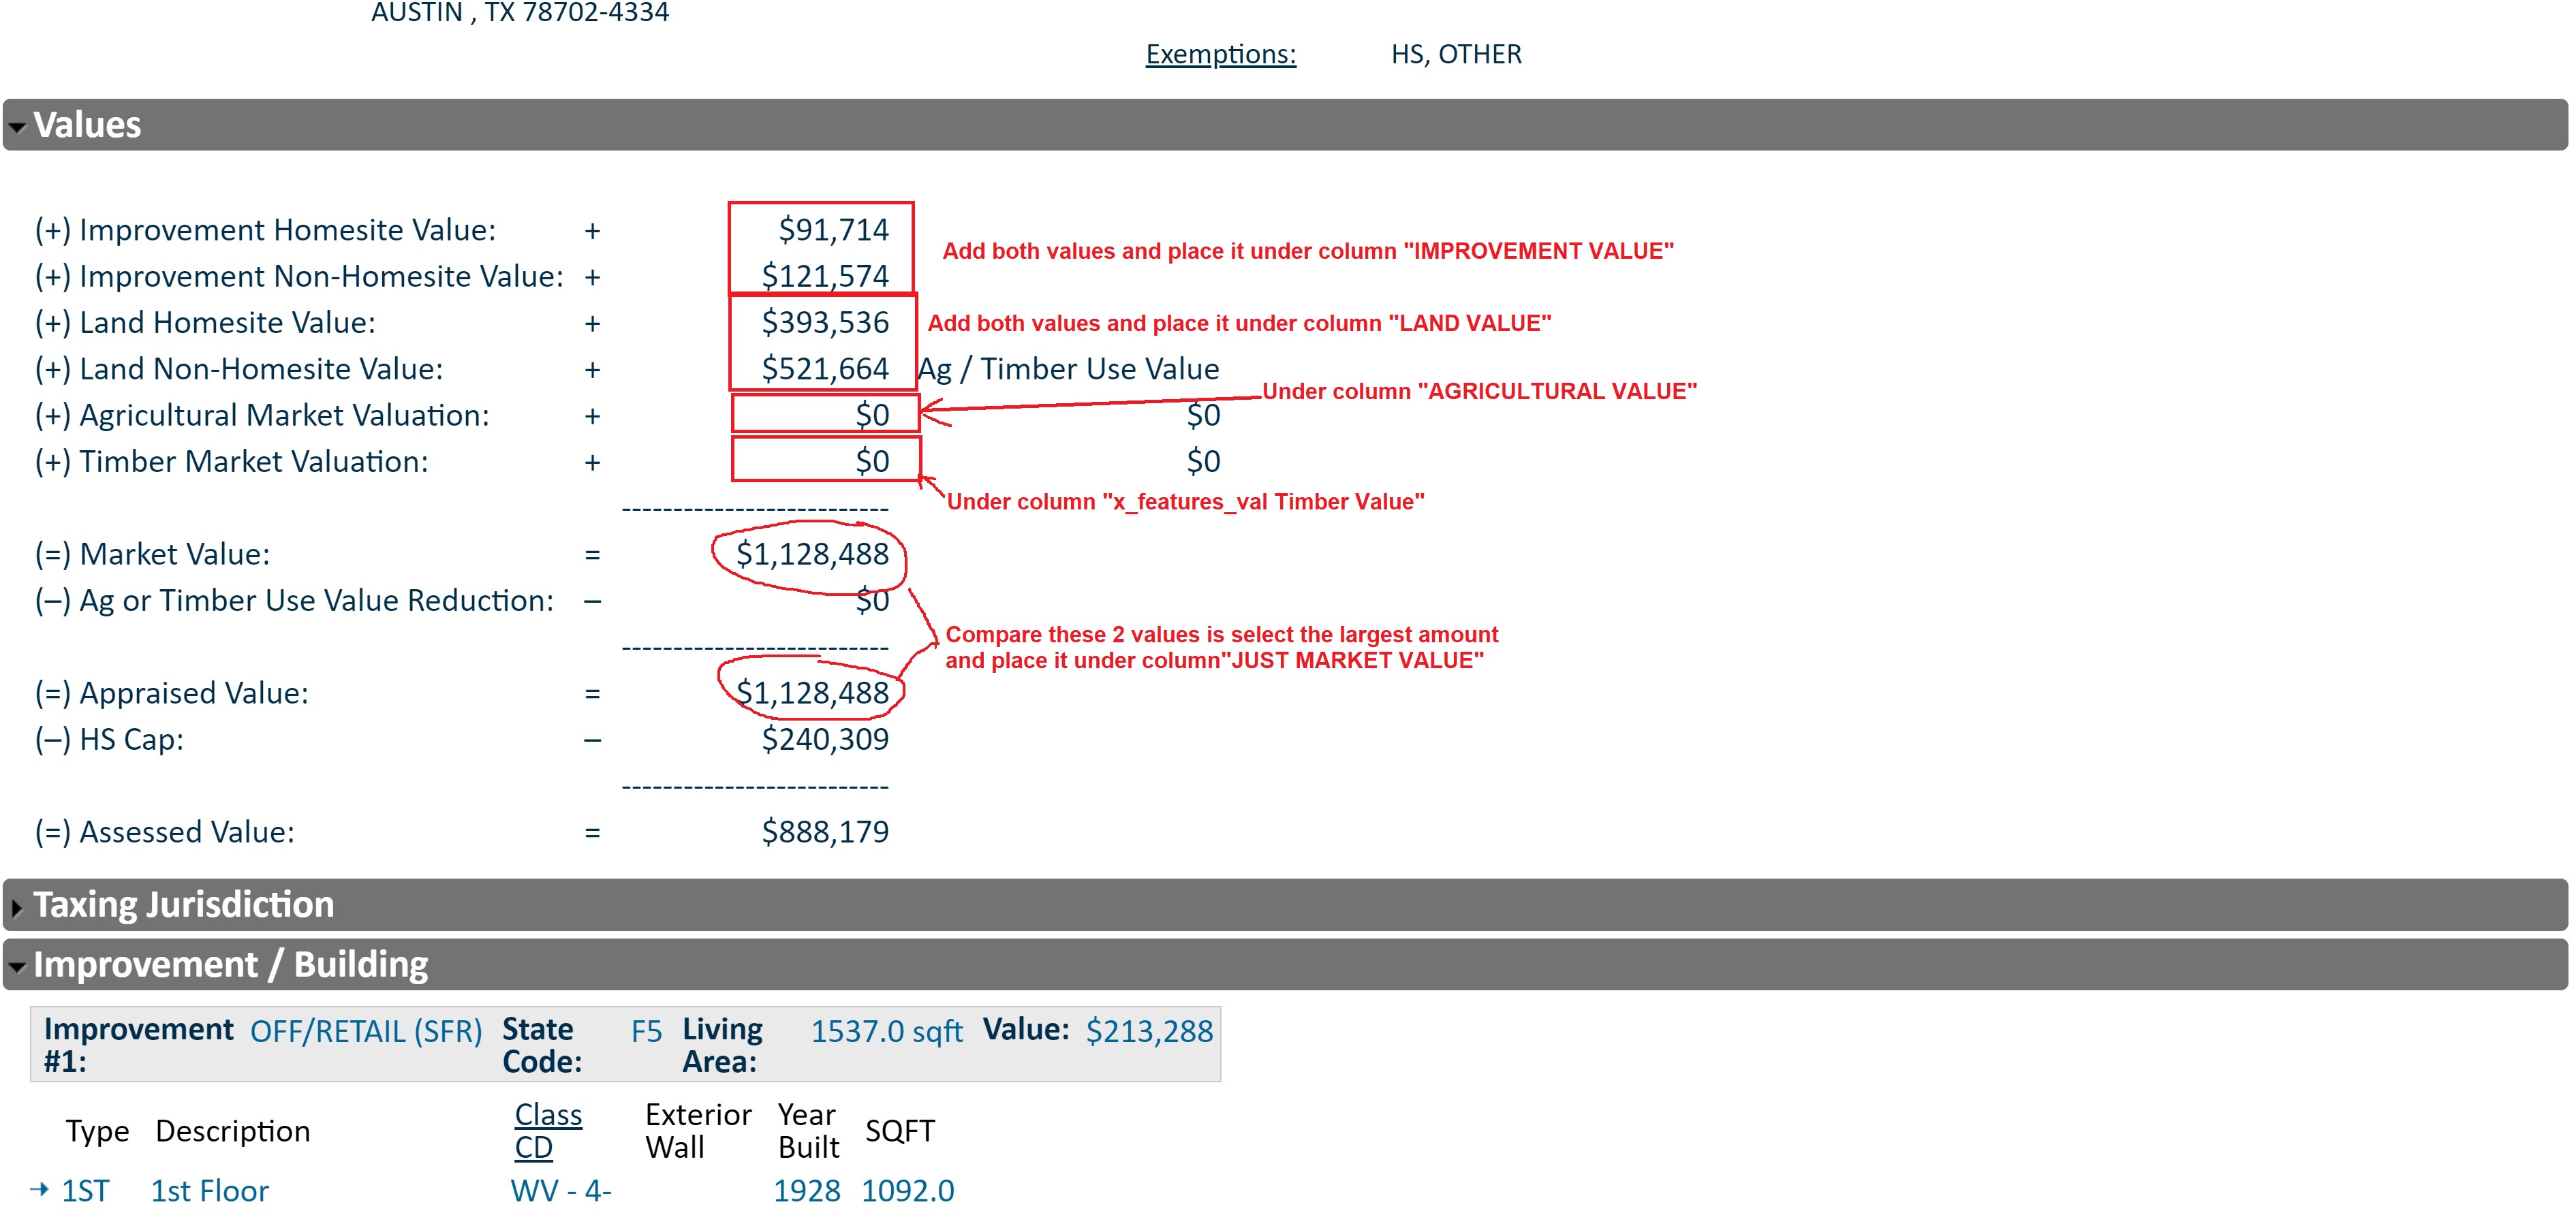 AUSTIN , TX 78702-4334
Exemptions: HS, OTHER
Values
(+) Improvement Homesite Value: + $91,714
Add both values and place it under column "IMPROVEMENT VALUE"
(+) Improvement Non-Homesite Value: + $121,574
(+) Land Homesite Value: + $393,536 Add both values and place it under column "LAND VALUE"
(+) Land Non-Homesite Value: + $521,664 Ag / Timber Use Value
Under column "AGRICULTURAL VALUE"
(+) Agricultural Market Valuation: + $0 $0
(+) Timber Market Valuation: + $0 $0
Under column "x_features_val Timber Value"
--------------------------
(=) Market Value: = $1,128,488
(–) Ag or Timber Use Value Reduction: – $0
Compare these 2 values is select the largest amount
--------------------------
and place it under column"JUST MARKET VALUE"
(=) Appraised Value: = $1,128,488
(–) HS Cap: – $240,309
--------------------------
(=) Assessed Value: = $888,179
Taxing Jurisdiction
Improvement / Building
Improvement #1: OFF/RETAIL (SFR) State Code: F5 Living Area: 1537.0 sqft Value: $213,288
Type Description Class CD Exterior Wall Year Built SQFT
1ST 1st Floor WV - 4- 1928 1092.0